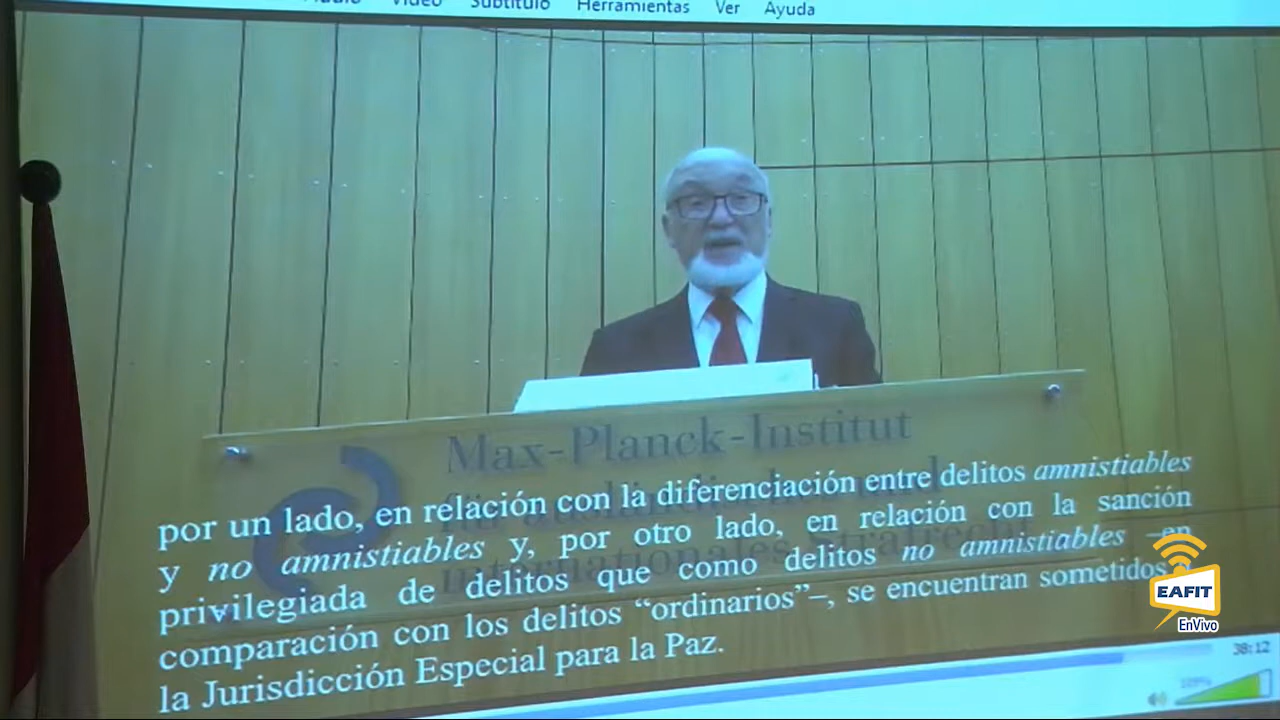 Audio Video Subtítulo Herramientas Ver Ayuda
Max-Planck-Institut
por un lado, en relación con la diferenciación entre delitos amnistiables
y no amnistiables y, por otro lado, en relación con la sanción
privilegiada de delitos que como delitos no amnistiables –en
comparación con los delitos “ordinarios”–, se encuentran sometidos
la Jurisdicción Especial para la Paz.
EAFIT
EnVivo
38:12